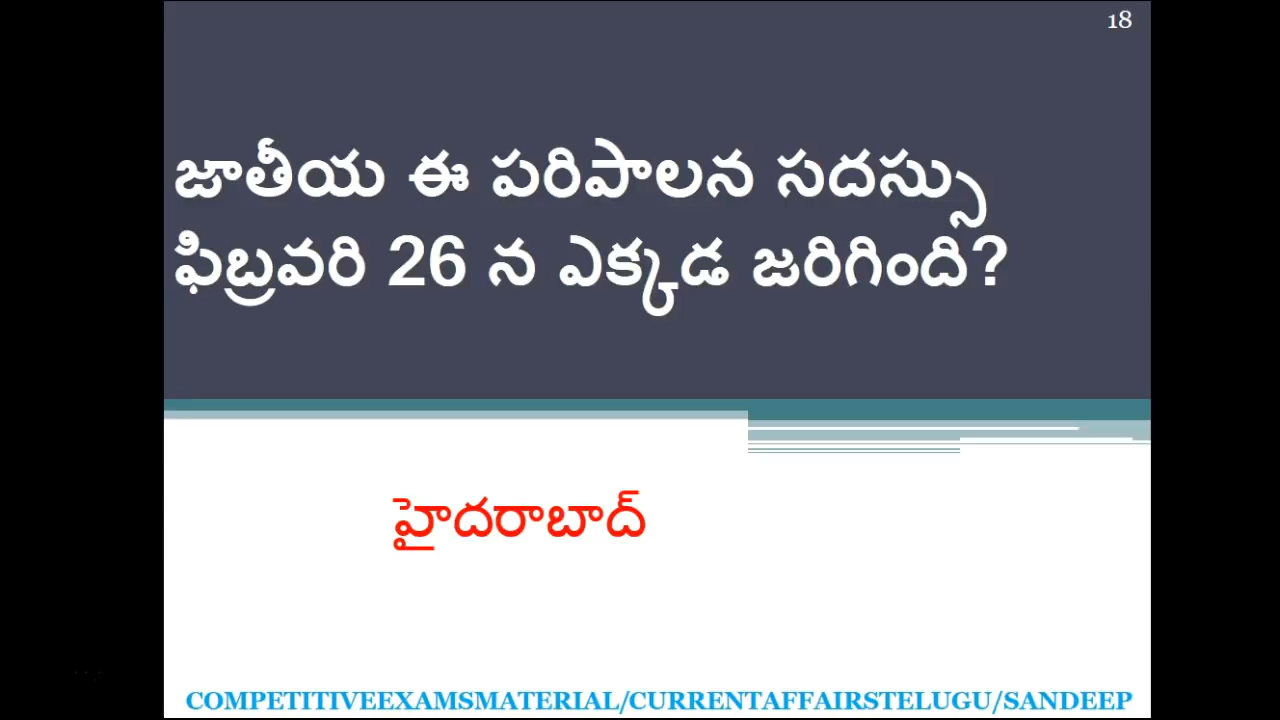 18
జాతీయ ఈ పరిపాలన సదస్సు
ఫిబ్రవరి 26 న ఎక్కడ జరిగింది?
హైదరాబాద్
COMPETITIVEEXAMSMATERIAL/CURRENTAFFAIRSTELUGU/SANDEEP